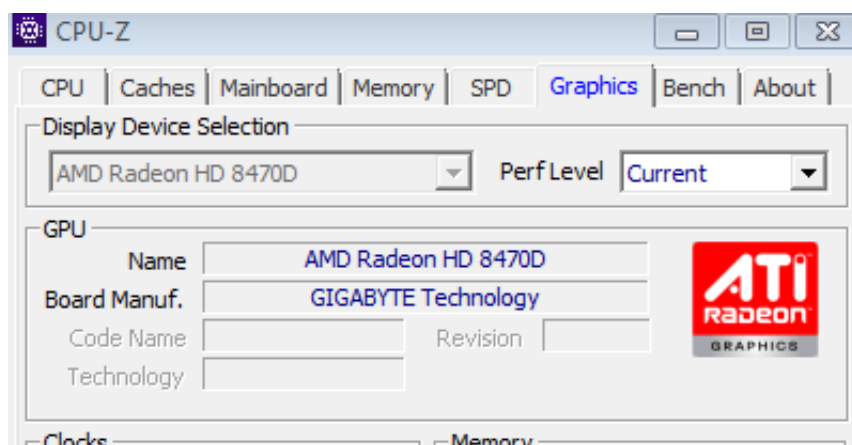 CPU-Z
CPU Caches Mainboard Memory SPD Graphics Bench About
Display Device Selection
AMD Radeon HD 8470D Perf Level Current
GPU
Name AMD Radeon HD 8470D
Board Manuf. GIGABYTE Technology
ATI
RADEON
GRAPHICS
Code Name Revision
Technology
Clocks Memory